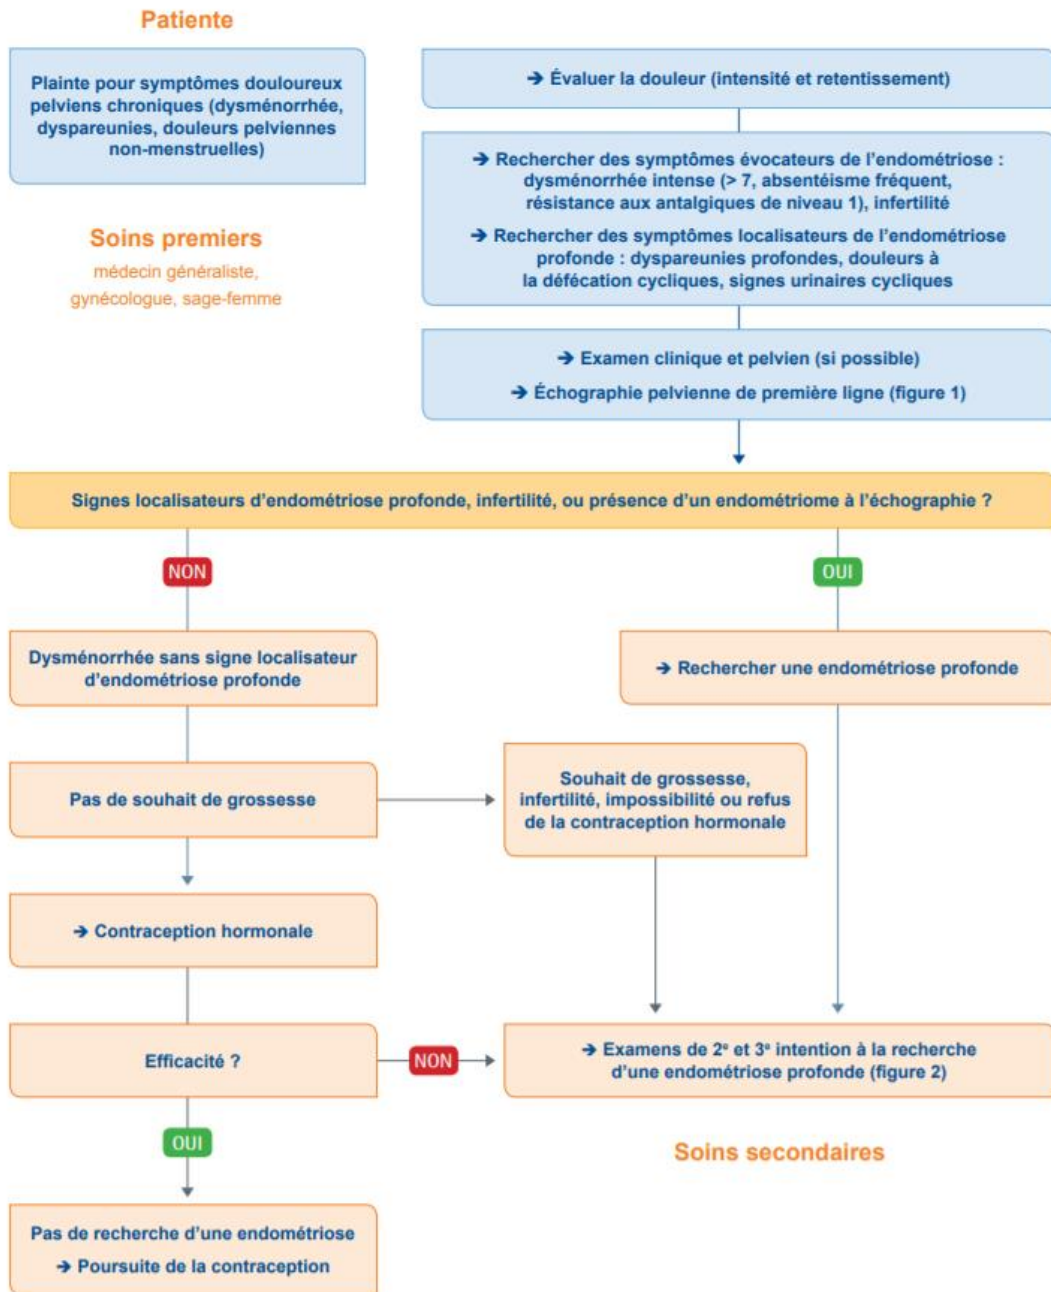 Patiente
Plainte pour symptômes douloureux
pelviens chroniques (dysménorrhée,
dyspareunies, douleurs pelviennes
non-menstruelles)
Soins premiers
médecin généraliste,
gynécologue, sage-femme
➔ Évaluer la douleur (intensité et retentissement)
➔ Rechercher des symptômes évocateurs de l'endométriose :
dysménorrhée intense (> 7, absentéisme fréquent,
résistance aux antalgiques de niveau 1), infertilité
➔ Rechercher des symptômes localisateurs de l'endométriose
profonde : dyspareunies profondes, douleurs à
la défécation cycliques, signes urinaires cycliques
➔ Examen clinique et pelvien (si possible)
➔ Échographie pelvienne de première ligne (figure 1)
Signes localisateurs d'endométriose profonde, infertilité, ou présence d'un endométriome à l'échographie ?
NON
OUI
Dysménorrhée sans signe localisateur
d'endométriose profonde
➔ Rechercher une endométriose profonde
Pas de souhait de grossesse
Souhait de grossesse,
infertilité, impossibilité ou refus
de la contraception hormonale
➔ Contraception hormonale
Efficacité ?
NON
➔ Examens de 2e et 3e intention à la recherche
d'une endométriose profonde (figure 2)
OUI
Soins secondaires
Pas de recherche d'une endométriose
➔ Poursuite de la contraception